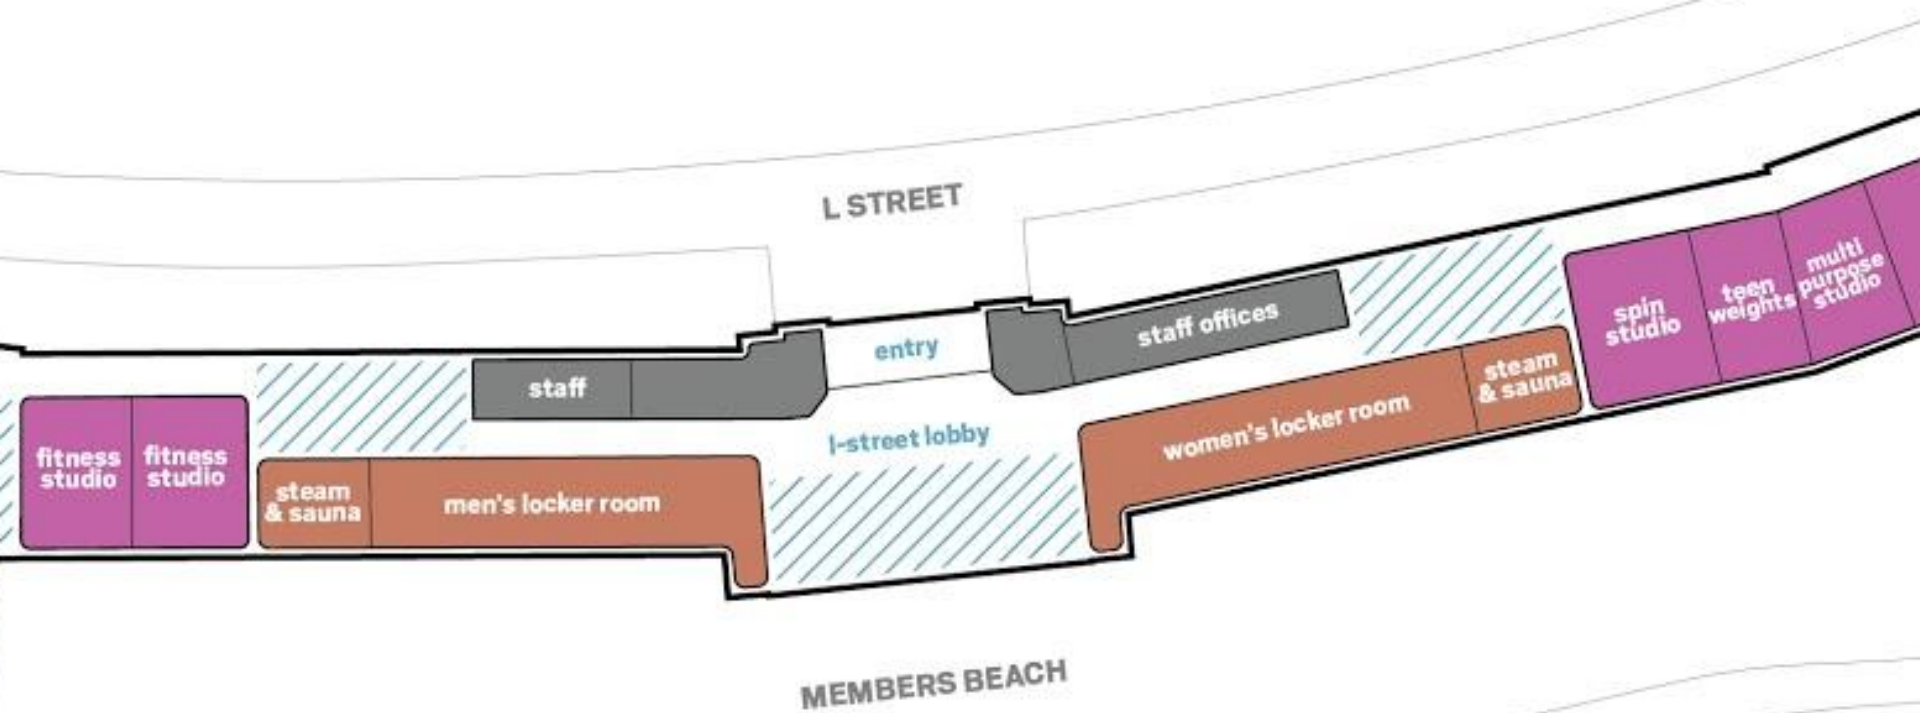 L STREET
entry
staff offices
staff
l-street lobby
fitness
studio
fitness
studio
steam
& sauna
men's locker room
women's locker room
steam
& sauna
spin
studio
teen
weights
multi
purpose
studio
MEMBERS BEACH